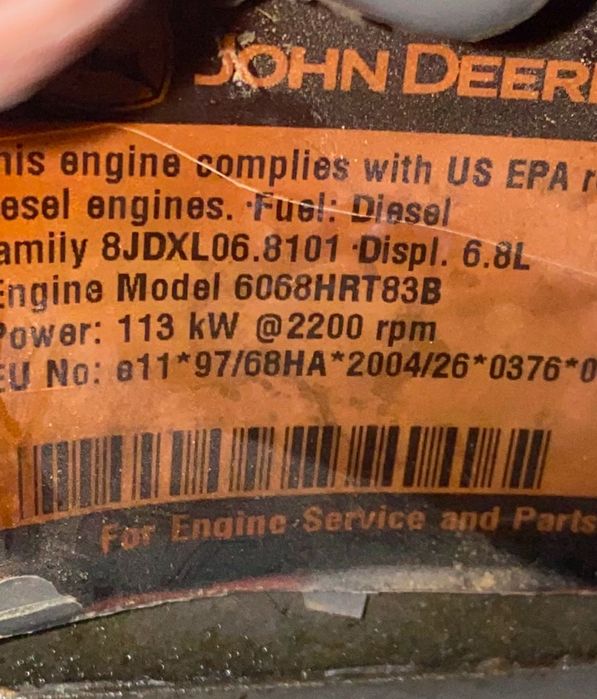 JOHN DEER
his engine complies with US EPA r
esel engines. ·Fuel: Diesel
amily 8JDXL06.8101 ·Displ. 6.8L
Engine Model 6068HRT83B
Power: 113 kW @2200 rpm
EU No: e11*97/68HA*2004/26*0376*0
For Engine Service and Parts